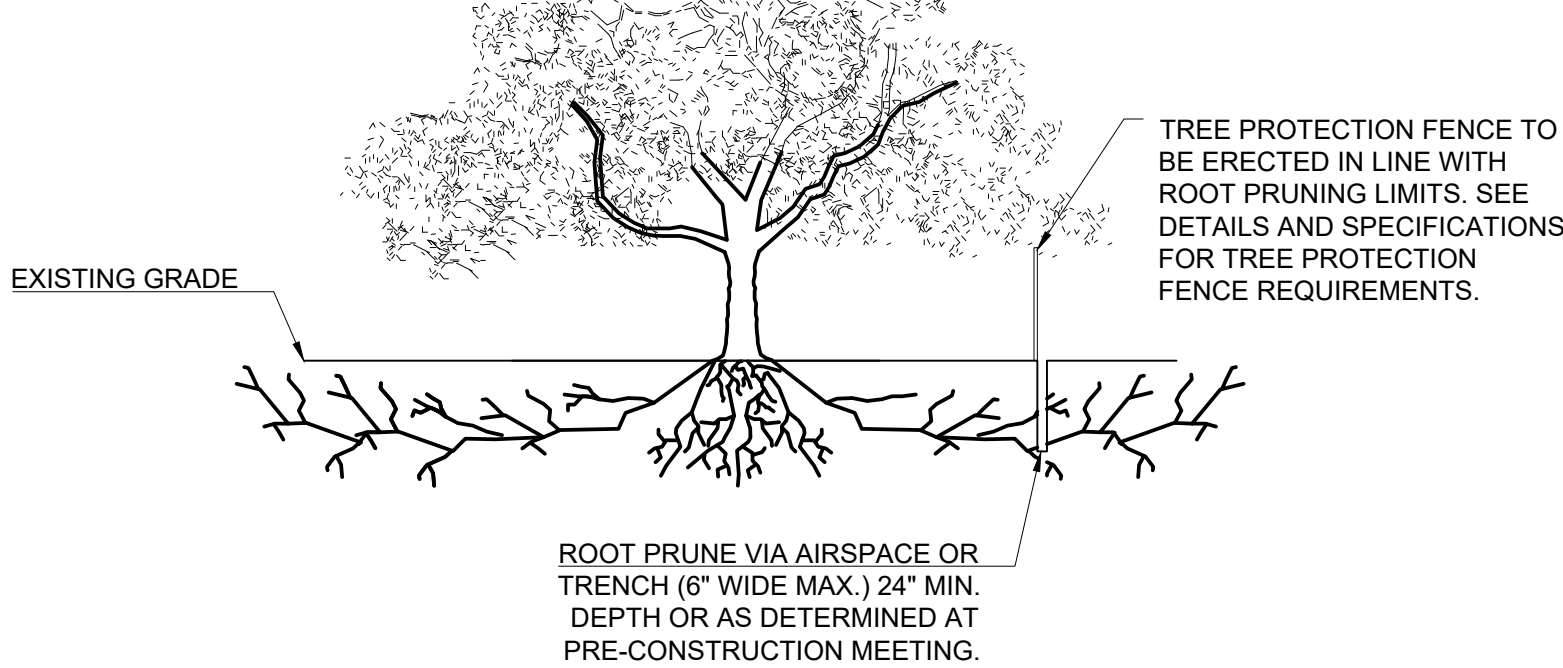 TREE PROTECTION FENCE TO
BE ERECTED IN LINE WITH
ROOT PRUNING LIMITS. SEE
DETAILS AND SPECIFICATIONS
FOR TREE PROTECTION
FENCE REQUIREMENTS.
EXISTING GRADE
ROOT PRUNE VIA AIRSPACE OR
TRENCH (6" WIDE MAX.) 24" MIN.
DEPTH OR AS DETERMINED AT
PRE-CONSTRUCTION MEETING.